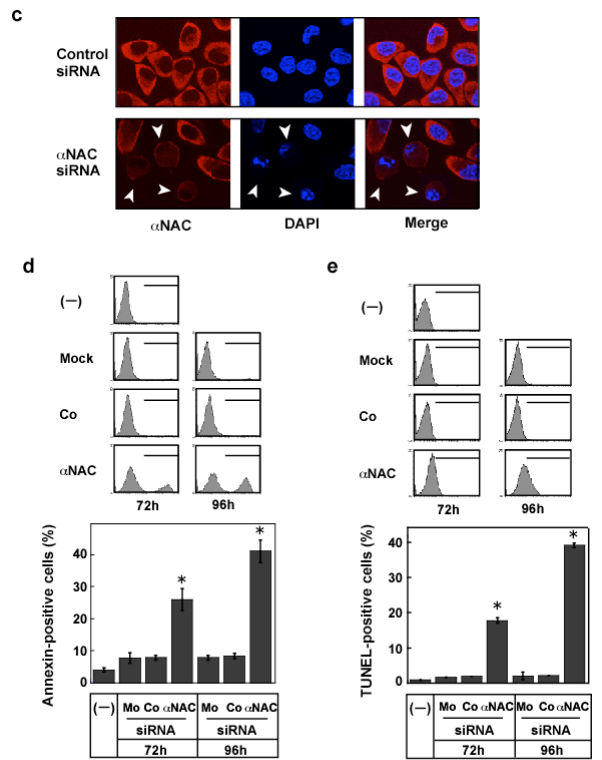 c
Control
siRNA
αNAC
siRNA
αNAC DAPI Merge
d
(—)
Mock
Co
αNAC
72h 96h
Annexin-positive cells (%)
40
30
20
10
0
* *
(—) Mo Co αNAC Mo Co αNAC
siRNA siRNA
72h 96h
e
(—)
Mock
Co
αNAC
72h 96h
TUNEL-positive cells (%)
40
30
20
10
0
* *
(—) Mo Co αNAC Mo Co αNAC
siRNA siRNA
72h 96h